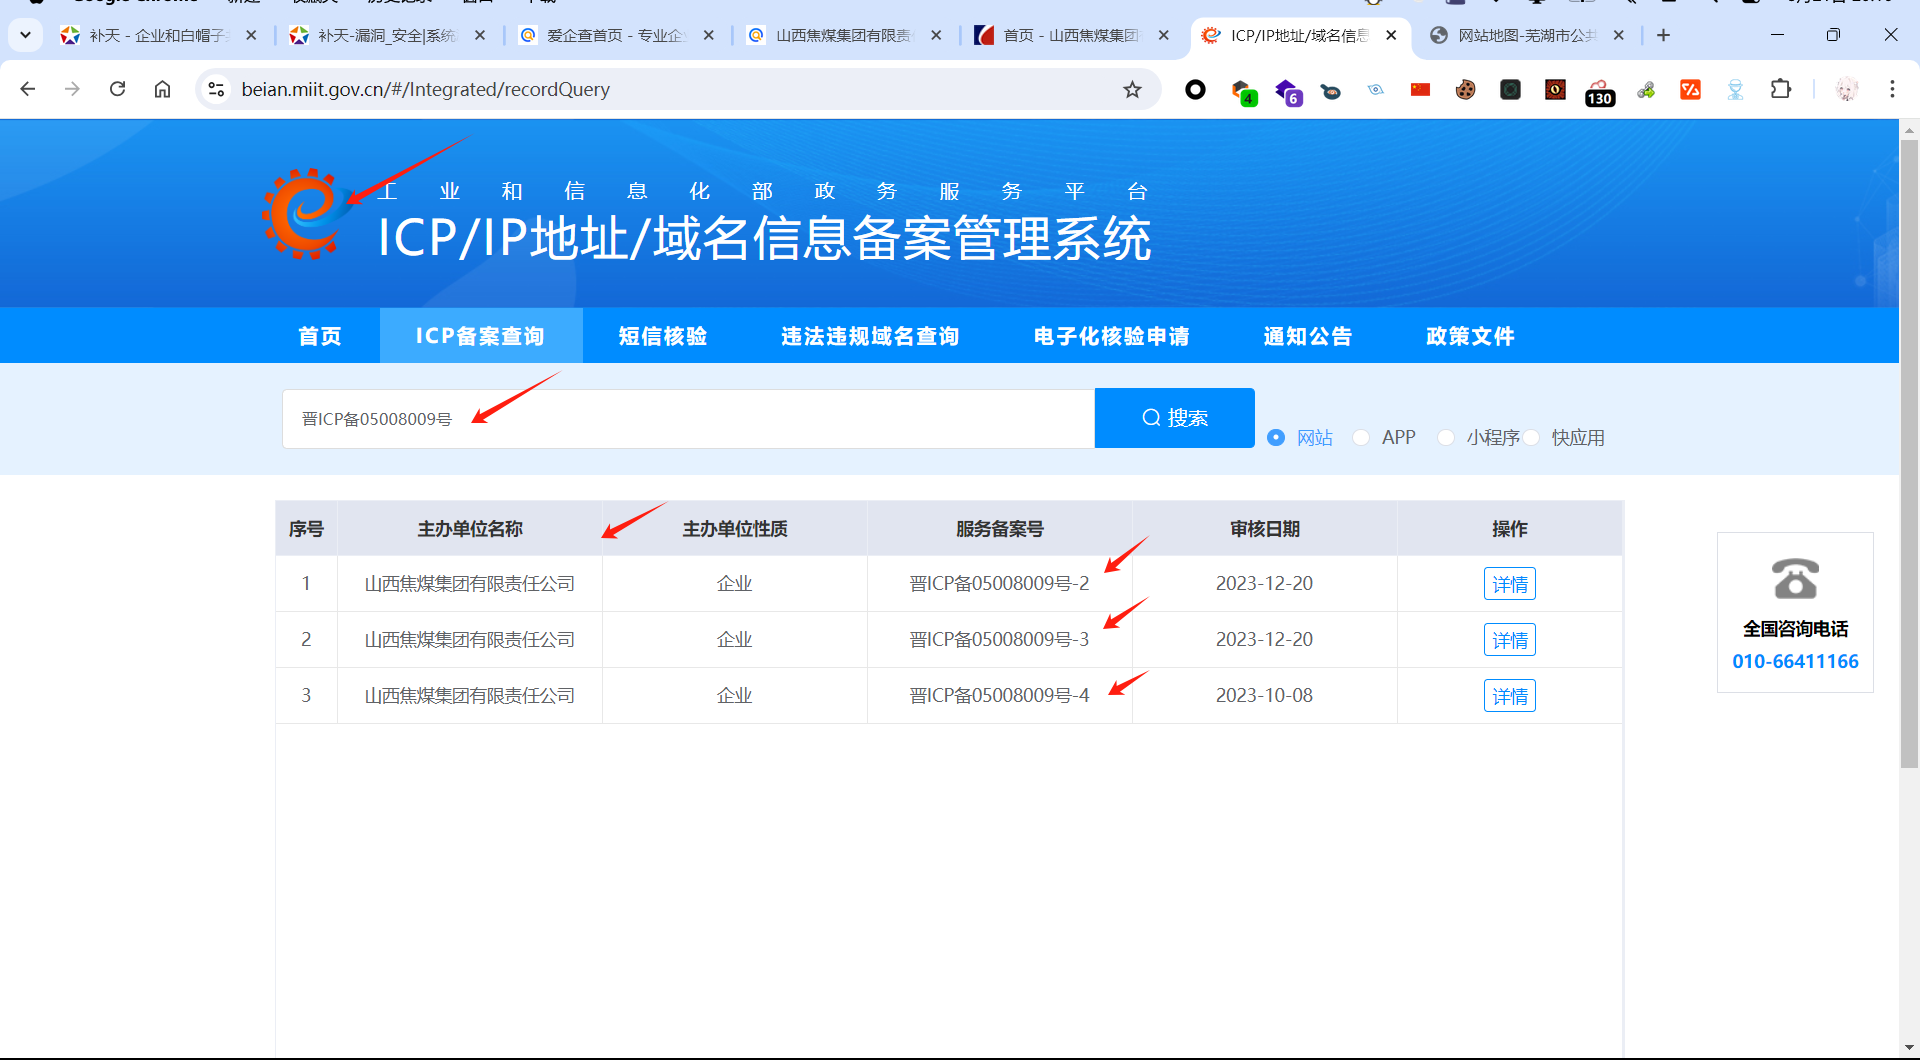 补天 - 企业和白帽子
补天-漏洞_安全|系统
爱企查首页 - 专业企
山西焦煤集团有限责
首页 - 山西焦煤集团
ICP/IP地址/域名信息
网站地图-芜湖市公共
beian.miit.gov.cn/#/Integrated/recordQuery
4
6
130
工业和信息化部政务服务平台
ICP/IP地址/域名信息备案管理系统
首页
ICP备案查询
短信核验
违法违规域名查询
电子化核验申请
通知公告
政策文件
晋ICP备05008009号
搜索
网站
APP
小程序
快应用
序号 主办单位名称 主办单位性质 服务备案号 审核日期 操作
1 山西焦煤集团有限责任公司 企业 晋ICP备05008009号-2 2023-12-20 详情
2 山西焦煤集团有限责任公司 企业 晋ICP备05008009号-3 2023-12-20 详情
3 山西焦煤集团有限责任公司 企业 晋ICP备05008009号-4 2023-10-08 详情
全国咨询电话
010-66411166